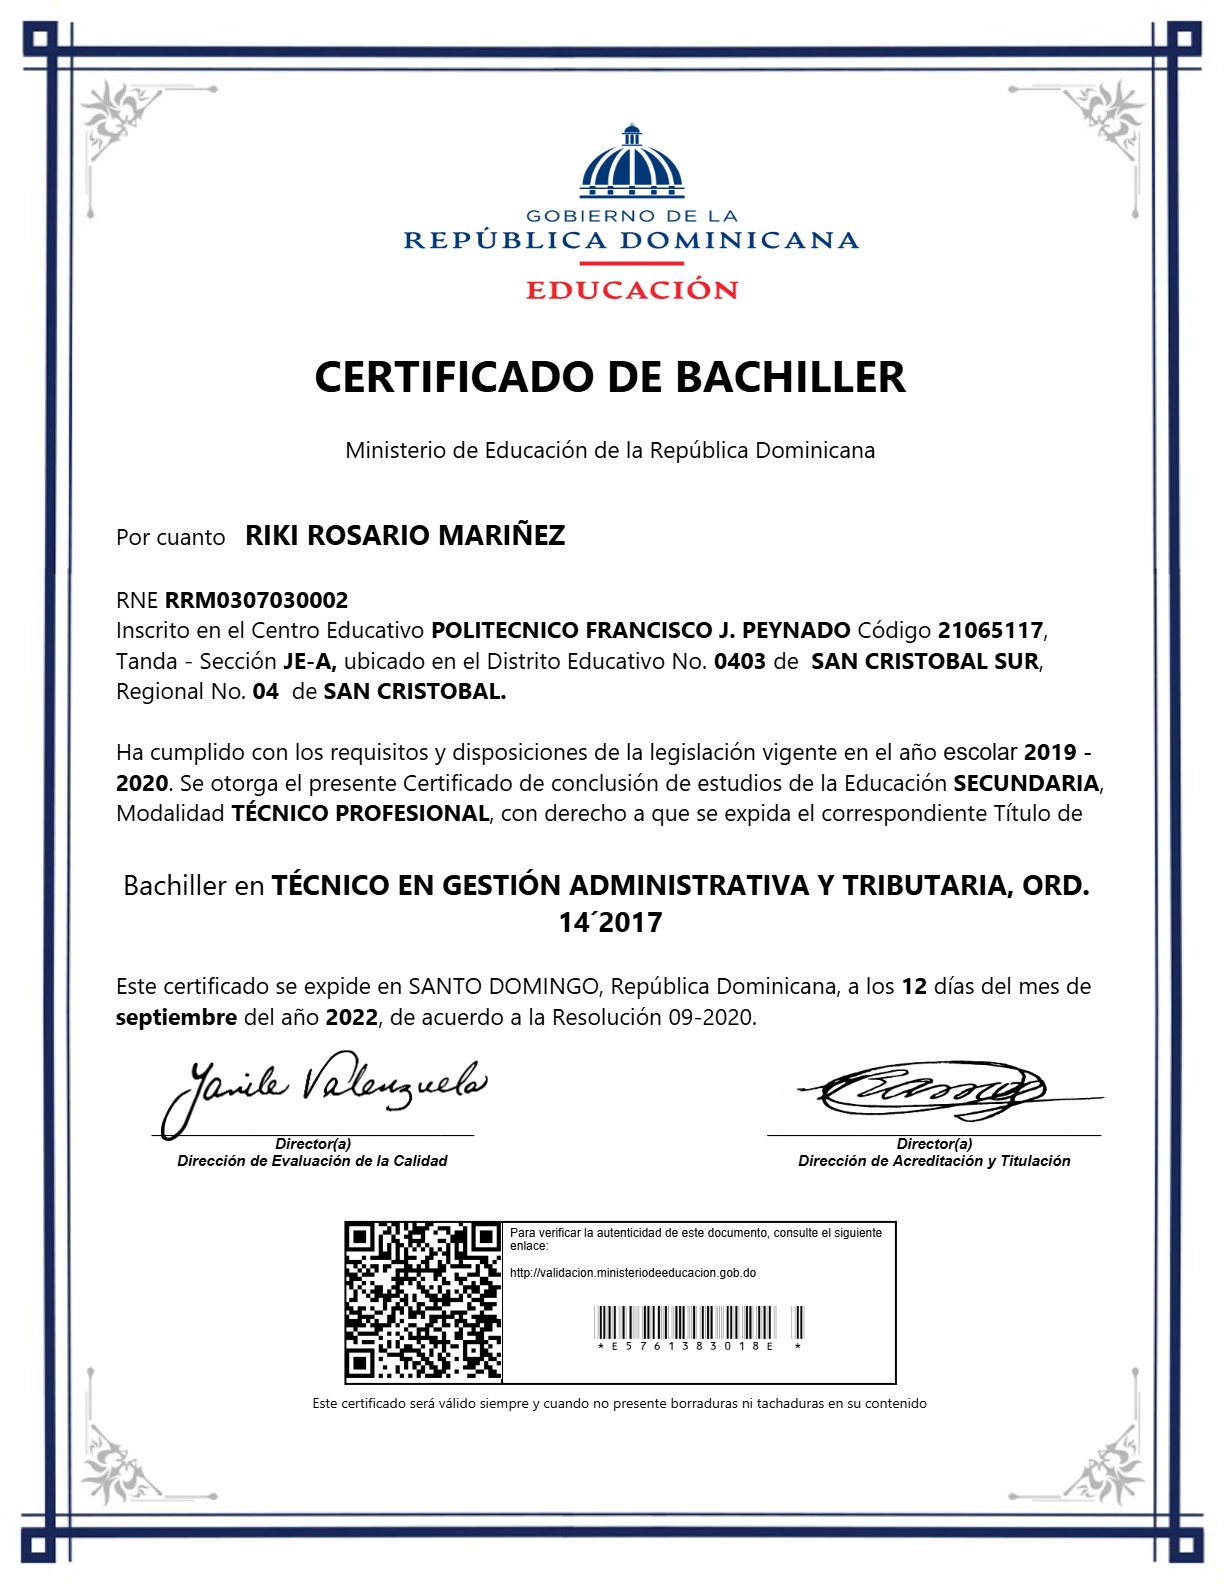 GOBIERNO DE LA
REPÚBLICA DOMINICANA
EDUCACIÓN
CERTIFICADO DE BACHILLER
Ministerio de Educación de la República Dominicana
Por cuanto RIKI ROSARIO MARIÑEZ
RNE RRM0307030002
Inscrito en el Centro Educativo POLITECNICO FRANCISCO J. PEYNADO Código 21065117,
Tanda - Sección JE-A, ubicado en el Distrito Educativo No. 0403 de SAN CRISTOBAL SUR,
Regional No. 04 de SAN CRISTOBAL.
Ha cumplido con los requisitos y disposiciones de la legislación vigente en el año escolar 2019 -
2020. Se otorga el presente Certificado de conclusión de estudios de la Educación SECUNDARIA,
Modalidad TÉCNICO PROFESIONAL, con derecho a que se expida el correspondiente Título de
Bachiller en TÉCNICO EN GESTIÓN ADMINISTRATIVA Y TRIBUTARIA, ORD.
14´2017
Este certificado se expide en SANTO DOMINGO, República Dominicana, a los 12 días del mes de
septiembre del año 2022, de acuerdo a la Resolución 09-2020.
Yanile Valenzuela
Director(a)
Dirección de Evaluación de la Calidad
Director(a)
Dirección de Acreditación y Titulación
Para verificar la autenticidad de este documento, consulte el siguiente
enlace:
http://validacion.ministeriodeeducacion.gob.do
*E5761383018E *
Este certificado será válido siempre y cuando no presente borraduras ni tachaduras en su contenido